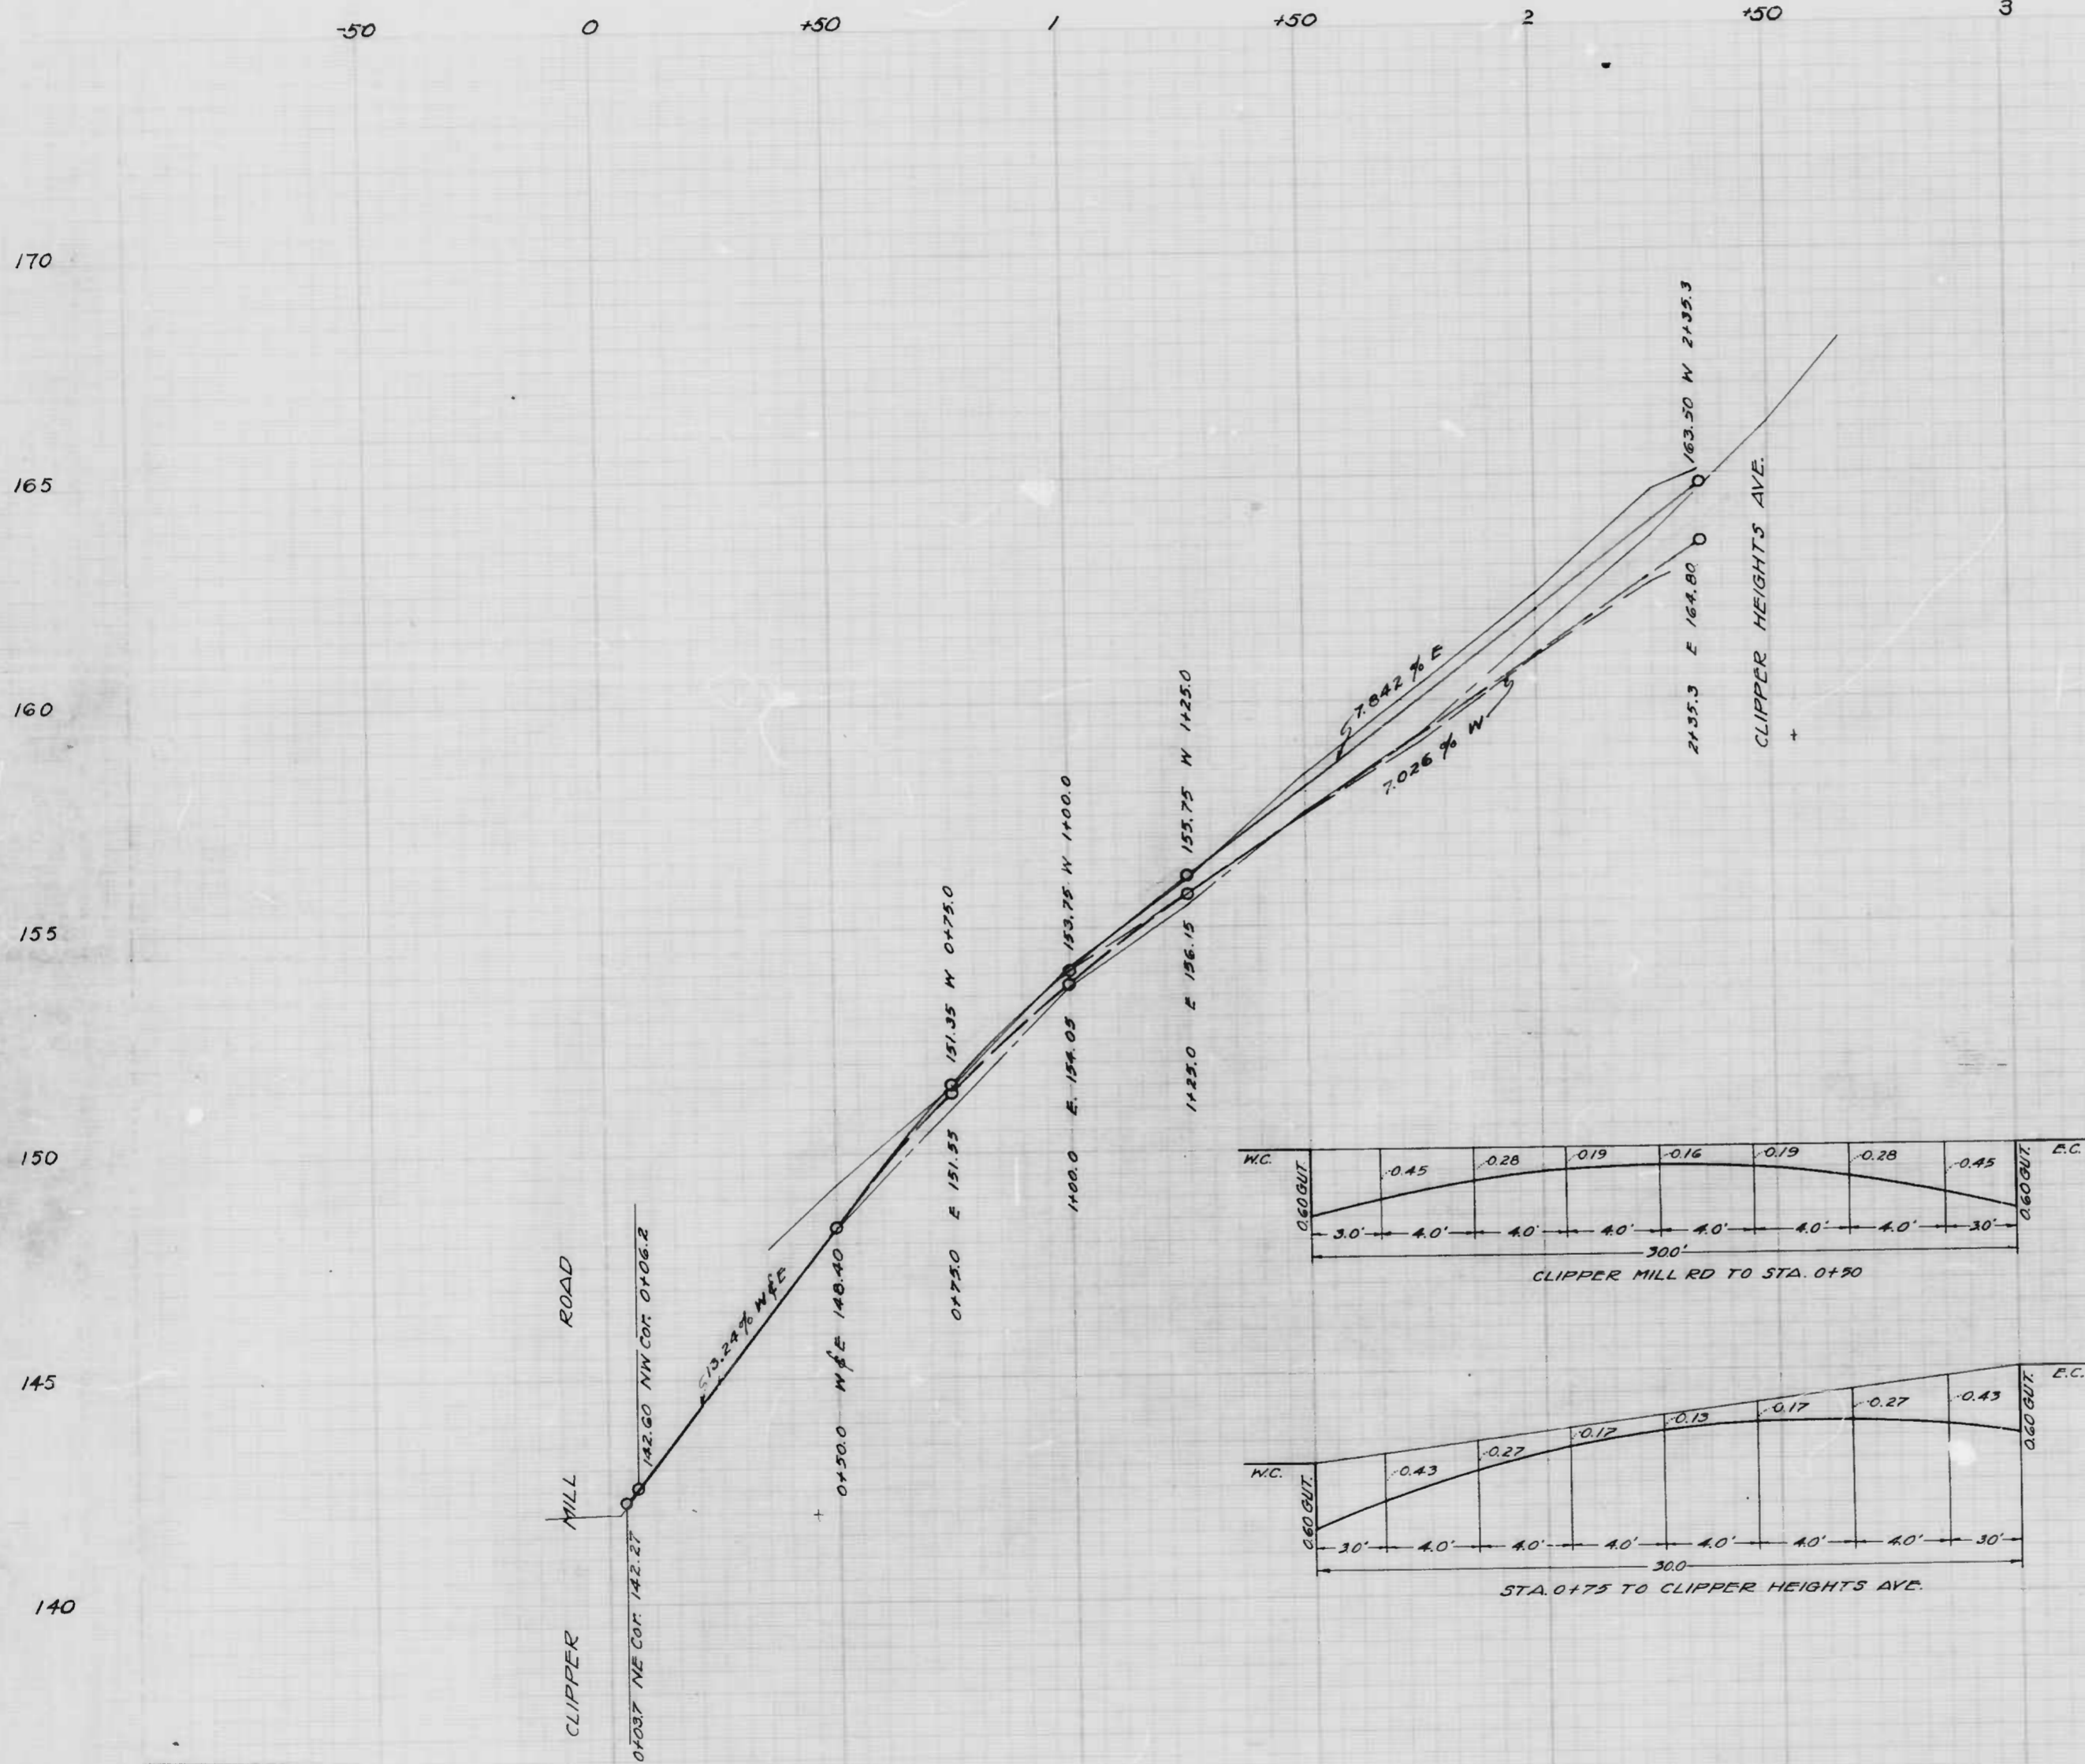 -50 0 +50 1 +50 2 +50 3
170
165
160
155
150
145
140
163.50 W 2+35.3
2+35.3 E 164.80
CLIPPER HEIGHTS AVE.
7.842 % E
7.026 % W
155.75 W 1+25.0
1+25.0 E 156.15
153.75 W 1+00.0
1+00.0 E. 154.05
151.35 W 0+75.0
0+75.0 E 151.55
0+50.0 W&E 148.40
13.24% W&E
142.60 NW Cor. 0+06.2
0+03.7 NE Cor. 142.27
CLIPPER MILL ROAD
W.C. E.C.
0.60 GUT. 0.45 0.28 0.19 0.16 0.19 0.28 0.45 0.60 GUT.
3.0' 4.0' 4.0' 4.0' 4.0' 4.0' 4.0' 3.0'
30.0'
CLIPPER MILL RD TO STA. 0+50
W.C. E.C.
0.60 GUT. 0.43 0.27 0.17 0.13 0.17 0.27 0.43 0.60 GUT.
3.0' 4.0' 4.0' 4.0' 4.0' 4.0' 4.0' 3.0'
30.0
STA. 0+75 TO CLIPPER HEIGHTS AVE.